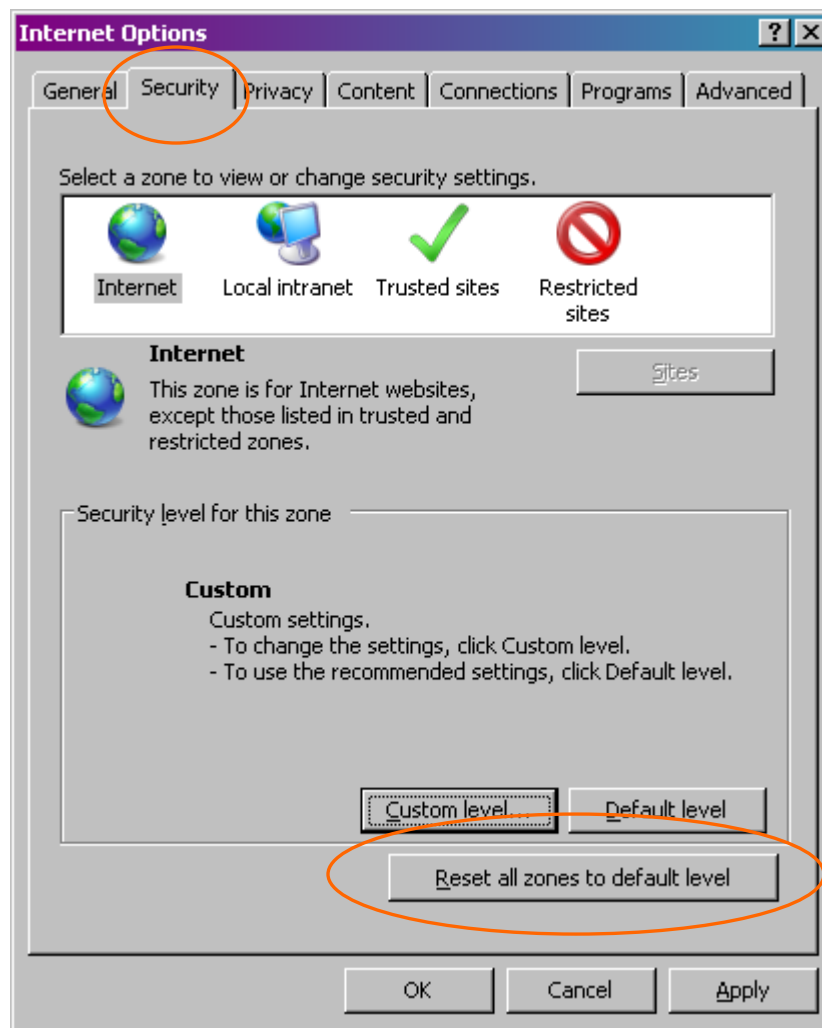 Internet Options
General Security Privacy Content Connections Programs Advanced
Select a zone to view or change security settings.
Internet Local intranet Trusted sites Restricted
sites
Internet
Sites
This zone is for Internet websites,
except those listed in trusted and
restricted zones.
Security level for this zone
Custom
Custom settings.
- To change the settings, click Custom level.
- To use the recommended settings, click Default level.
Custom level... Default level
Reset all zones to default level
OK Cancel Apply